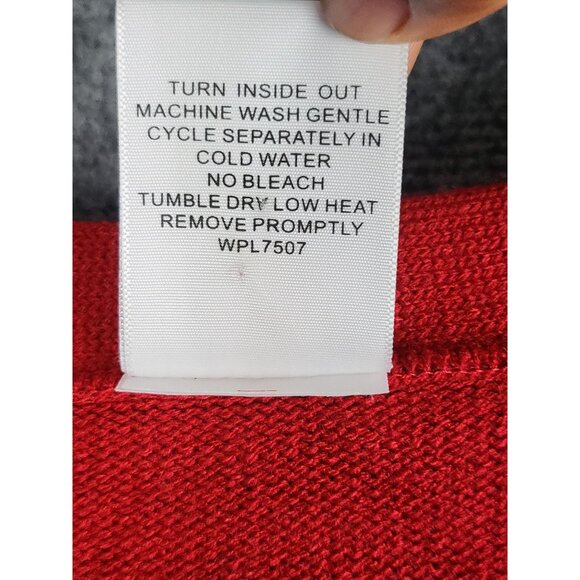 TURN INSIDE OUT
MACHINE WASH GENTLE
CYCLE SEPARATELY IN
COLD WATER
NO BLEACH
TUMBLE DRY LOW HEAT
REMOVE PROMPTLY
WPL7507